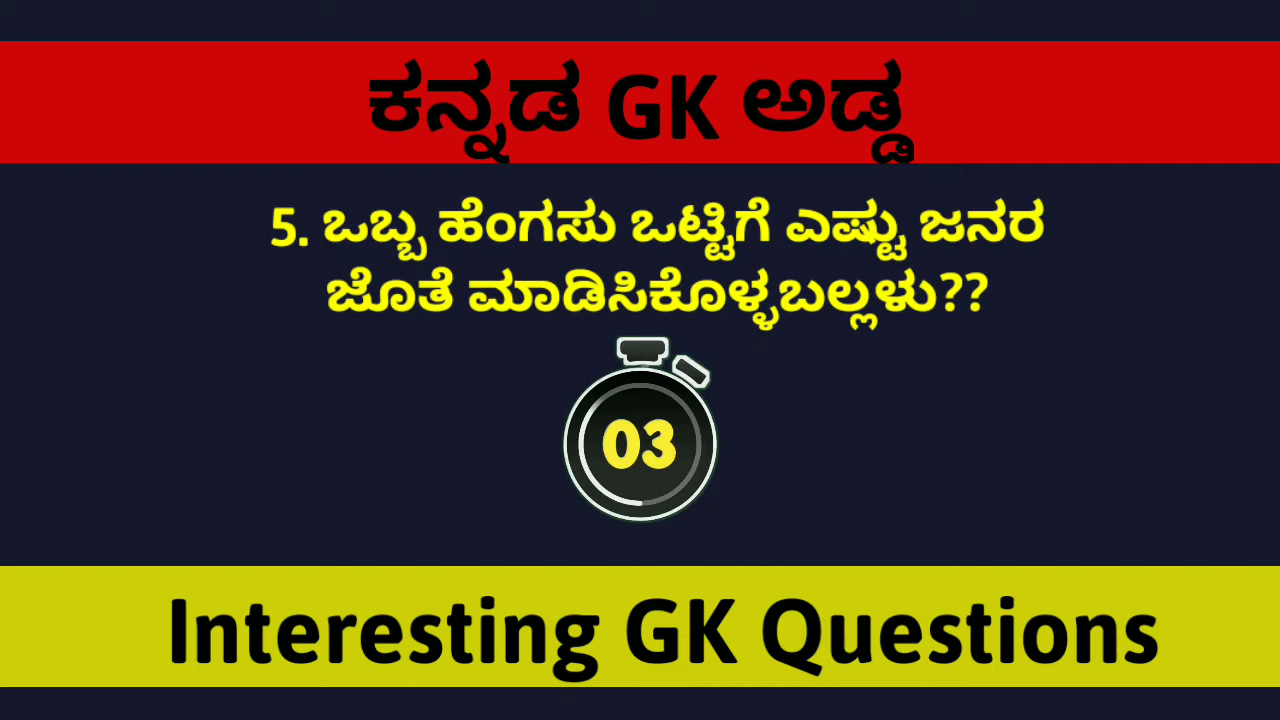 ಕನ್ನಡ GK ಅಡ್ಡ
5. ಒಬ್ಬ ಹೆಂಗಸು ಒಟ್ಟಿಗೆ ಎಷ್ಟು ಜನರ
ಜೊತೆ ಮಾಡಿಸಿಕೊಳ್ಳಬಲ್ಲಳು??
03
Interesting GK Questions